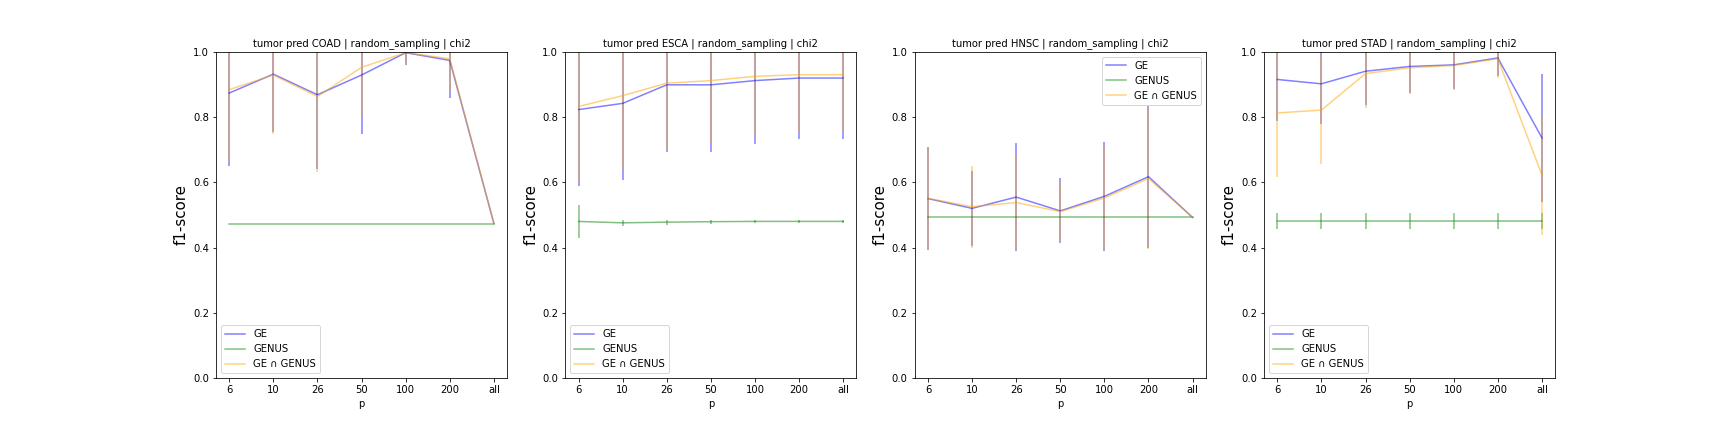 tumor pred COAD | random_sampling | chi2
f1-score
1.0
0.8
0.6
0.4
0.2
0.0
GE
GENUS
GE ∩ GENUS
6 10 26 50 100 200 all
p
tumor pred ESCA | random_sampling | chi2
f1-score
1.0
0.8
0.6
0.4
0.2
0.0
GE
GENUS
GE ∩ GENUS
6 10 26 50 100 200 all
p
tumor pred HNSC | random_sampling | chi2
f1-score
1.0
0.8
0.6
0.4
0.2
0.0
GE
GENUS
GE ∩ GENUS
6 10 26 50 100 200 all
p
tumor pred STAD | random_sampling | chi2
f1-score
1.0
0.8
0.6
0.4
0.2
0.0
GE
GENUS
GE ∩ GENUS
6 10 26 50 100 200 all
p